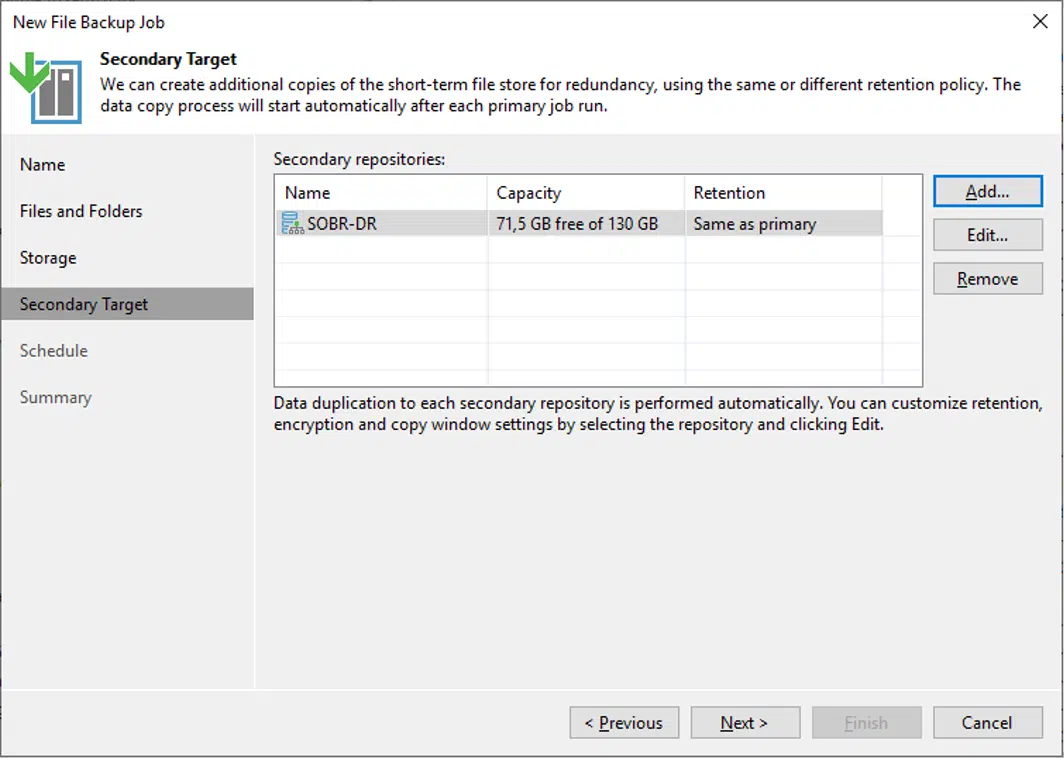 New File Backup Job
Secondary Target
We can create additional copies of the short-term file store for redundancy, using the same or different retention policy. The
data copy process will start automatically after each primary job run.
Name
Files and Folders
Storage
Secondary Target
Schedule
Summary
Secondary repositories:
Name Capacity Retention
SOBR-DR 71,5 GB free of 130 GB Same as primary
Add...
Edit...
Remove
Data duplication to each secondary repository is performed automatically. You can customize retention,
encryption and copy window settings by selecting the repository and clicking Edit.
< Previous Next > Finish Cancel